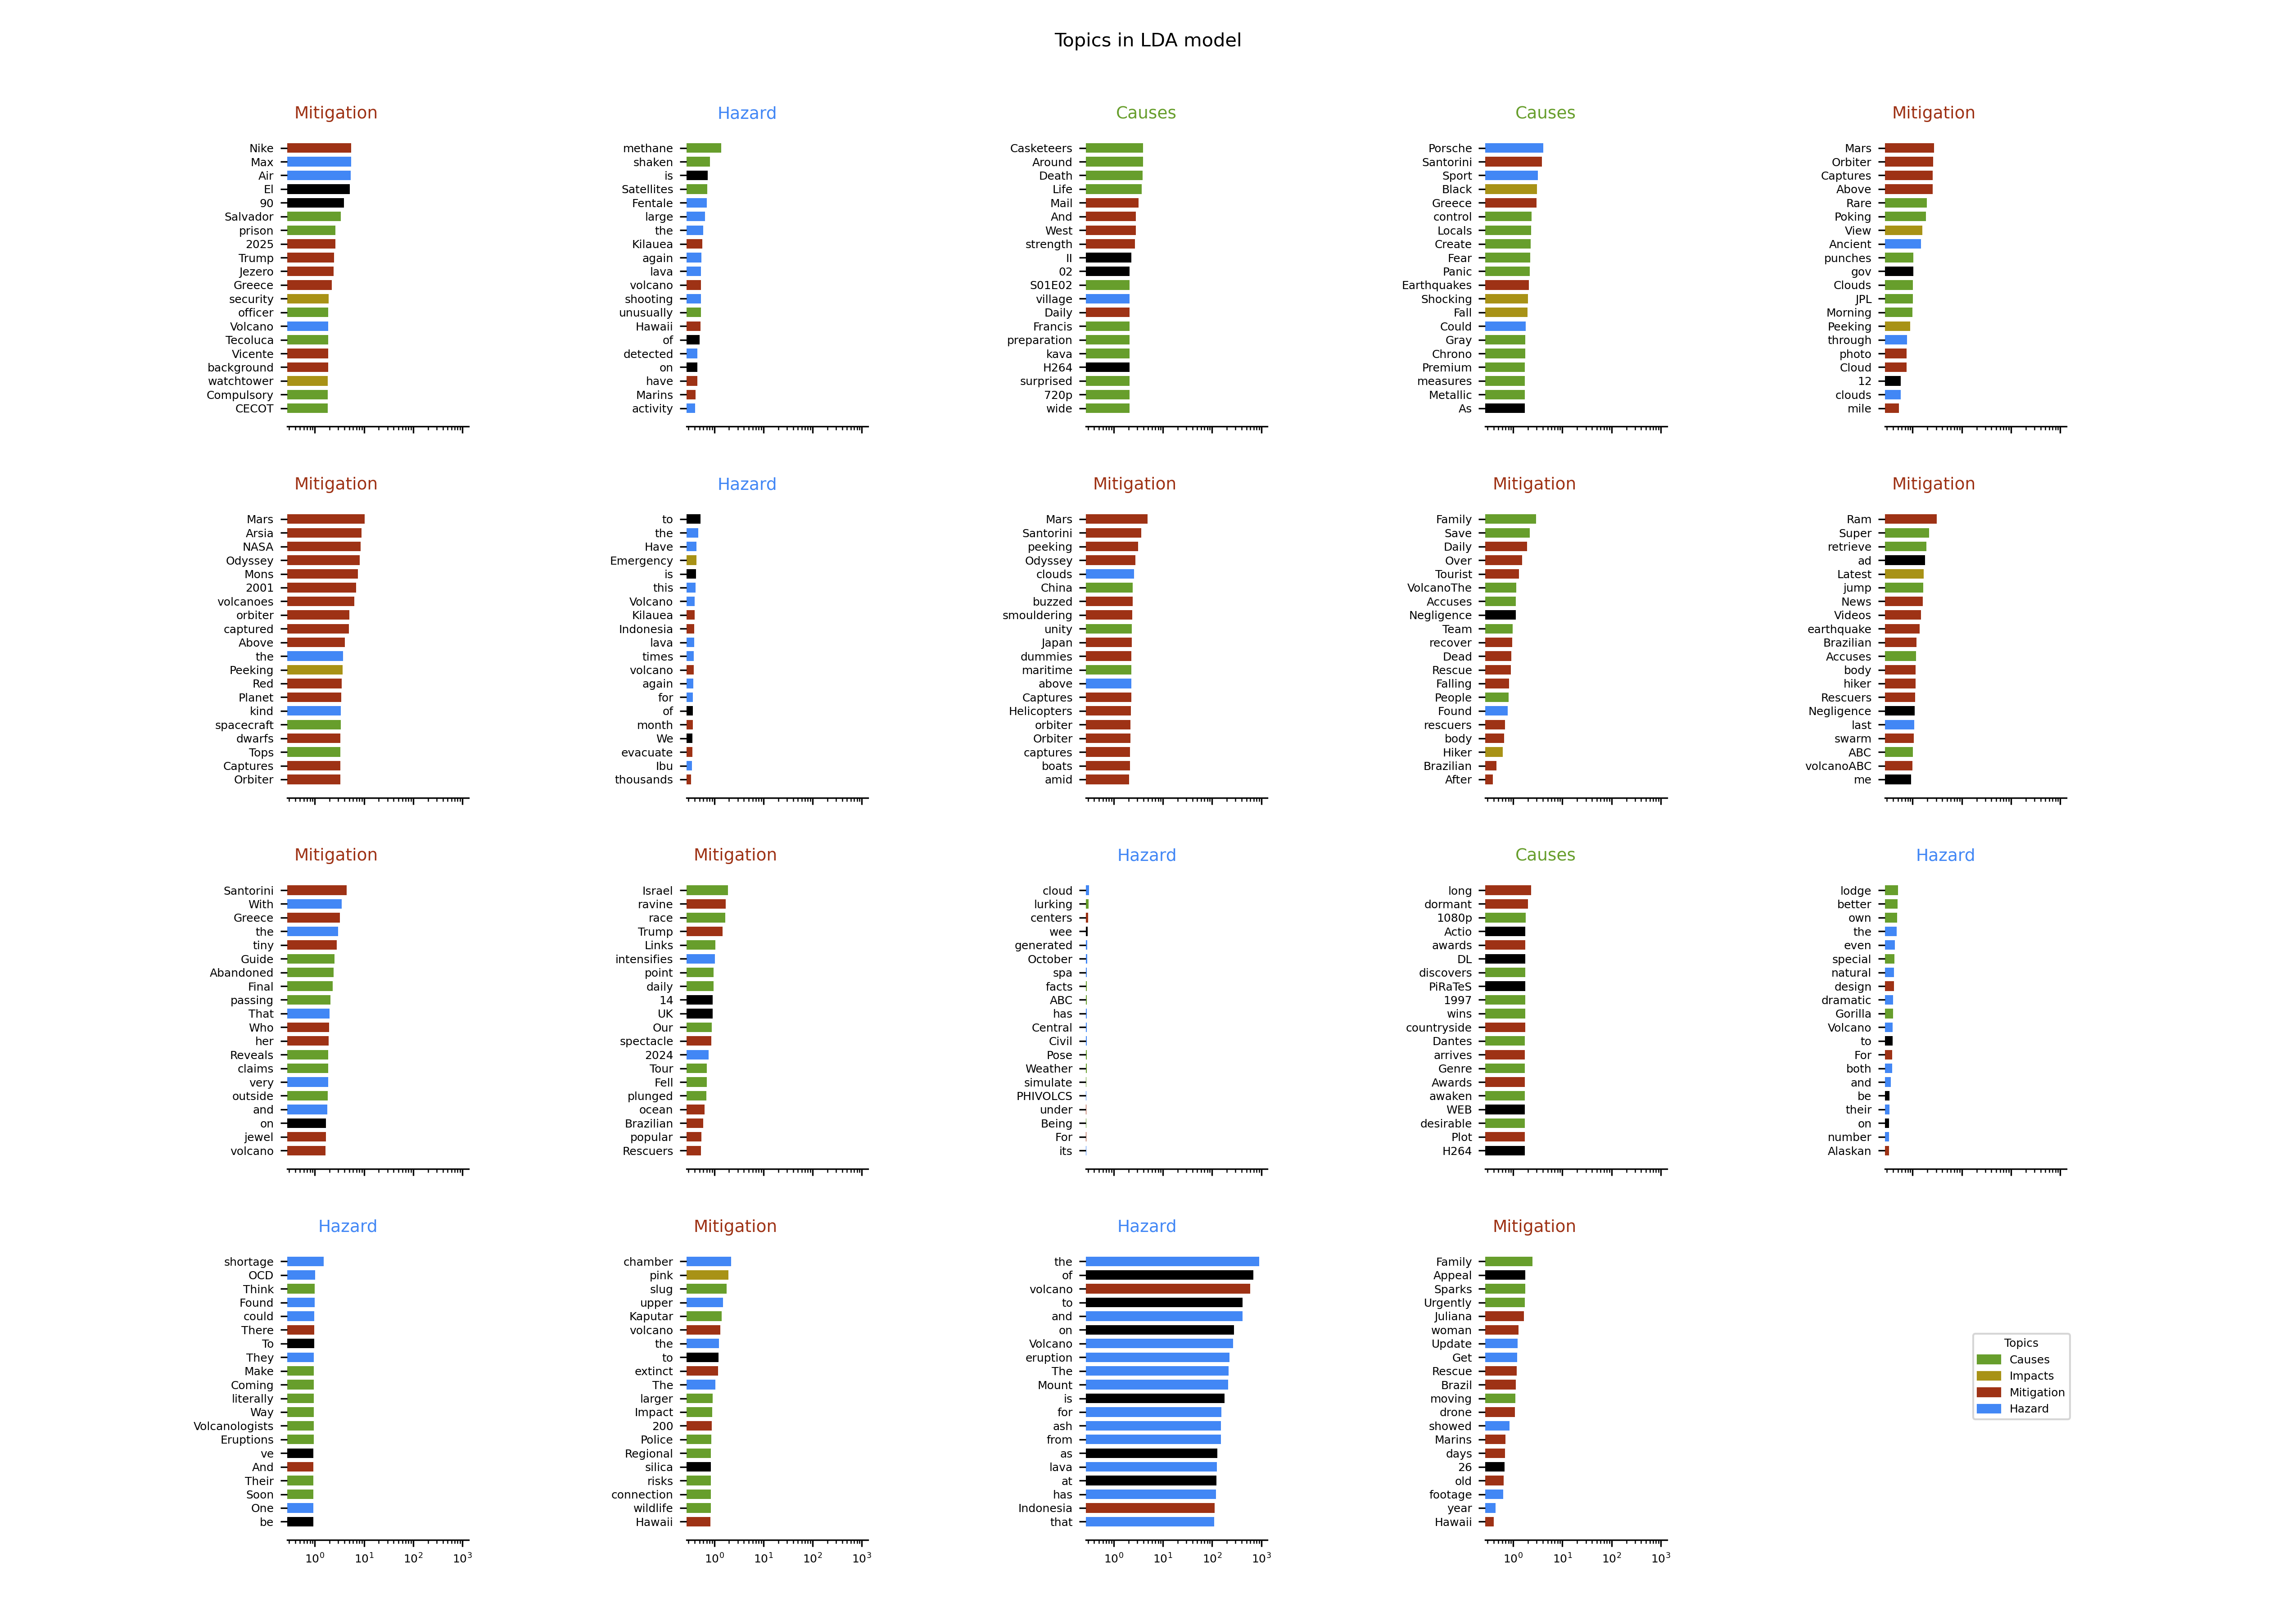 Topics in LDA model
Mitigation
Nike
Max
Air
El
90
Salvador
prison
2025
Trump
Jezero
Greece
security
officer
Volcano
Tecoluca
Vicente
background
watchtower
Compulsory
CECOT
Hazard
methane
shaken
is
Satellites
Fentale
large
the
Kilauea
again
lava
volcano
shooting
unusually
Hawaii
of
detected
on
have
Marins
activity
Causes
Casketeers
Around
Death
Life
Mail
And
West
strength
II
02
S01E02
village
Daily
Francis
preparation
kava
H264
surprised
720p
wide
Causes
Porsche
Santorini
Sport
Black
Greece
control
Locals
Create
Fear
Panic
Earthquakes
Shocking
Fall
Could
Gray
Chrono
Premium
measures
Metallic
As
Mitigation
Mars
Orbiter
Captures
Above
Rare
Poking
View
Ancient
punches
gov
Clouds
JPL
Morning
Peeking
through
photo
Cloud
12
clouds
mile
Mitigation
Mars
Arsia
NASA
Odyssey
Mons
2001
volcanoes
orbiter
captured
Above
the
Peeking
Red
Planet
kind
spacecraft
dwarfs
Tops
Captures
Orbiter
Hazard
to
the
Have
Emergency
is
this
Volcano
Kilauea
Indonesia
lava
times
volcano
again
for
of
month
We
evacuate
Ibu
thousands
Mitigation
Mars
Santorini
peeking
Odyssey
clouds
China
buzzed
smouldering
unity
Japan
dummies
maritime
above
Captures
Helicopters
orbiter
Orbiter
captures
boats
amid
Mitigation
Family
Save
Daily
Over
Tourist
VolcanoThe
Accuses
Negligence
Team
recover
Dead
Rescue
Falling
People
Found
rescuers
body
Hiker
Brazilian
After
Mitigation
Ram
Super
retrieve
ad
Latest
jump
News
Videos
earthquake
Brazilian
Accuses
body
hiker
Rescuers
Negligence
last
swarm
ABC
volcanoABC
me
Mitigation
Santorini
With
Greece
the
tiny
Guide
Abandoned
Final
passing
That
Who
her
Reveals
claims
very
outside
and
on
jewel
volcano
Mitigation
Israel
ravine
race
Trump
Links
intensifies
point
daily
14
UK
Our
spectacle
2024
Tour
Fell
plunged
ocean
Brazilian
popular
Rescuers
Hazard
cloud
lurking
centers
wee
generated
October
spa
facts
ABC
has
Central
Civil
Pose
Weather
simulate
PHIVOLCS
under
Being
For
its
Causes
long
dormant
1080p
Actio
awards
DL
discovers
PiRaTeS
1997
wins
countryside
Dantes
arrives
Genre
Awards
awaken
WEB
desirable
Plot
H264
Hazard
lodge
better
own
the
even
special
natural
design
dramatic
Gorilla
Volcano
to
For
both
and
be
their
on
number
Alaskan
Hazard
shortage
OCD
Think
Found
could
There
To
They
Make
Coming
literally
Way
Volcanologists
Eruptions
ve
And
Their
Soon
One
be
10⁰ 10¹ 10² 10³
Mitigation
chamber
pink
slug
upper
Kaputar
volcano
the
to
extinct
The
larger
Impact
200
Police
Regional
silica
risks
connection
wildlife
Hawaii
10⁰ 10¹ 10² 10³
Hazard
the
of
volcano
to
and
on
Volcano
eruption
The
Mount
is
for
ash
from
as
lava
at
has
Indonesia
that
10⁰ 10¹ 10² 10³
Mitigation
Family
Appeal
Sparks
Urgently
Juliana
woman
Update
Get
Rescue
Brazil
moving
drone
showed
Marins
days
26
old
footage
year
Hawaii
10⁰ 10¹ 10² 10³
Topics
Causes
Impacts
Mitigation
Hazard